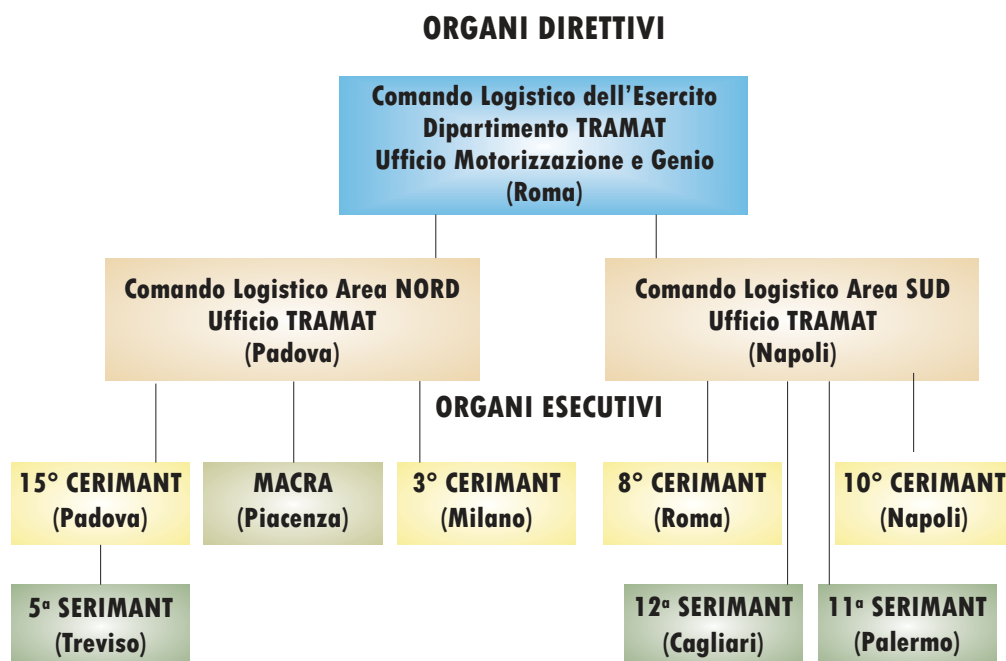 ORGANI DIRETTIVI
Comando Logistico dell'Esercito
Dipartimento TRAMAT
Ufficio Motorizzazione e Genio
(Roma)
Comando Logistico Area NORD
Ufficio TRAMAT
(Padova)
Comando Logistico Area SUD
Ufficio TRAMAT
(Napoli)
ORGANI ESECUTIVI
15° CERIMANT
(Padova)
MACRA
(Piacenza)
3° CERIMANT
(Milano)
8° CERIMANT
(Roma)
10° CERIMANT
(Napoli)
5ª SERIMANT
(Treviso)
12ª SERIMANT
(Cagliari)
11ª SERIMANT
(Palermo)